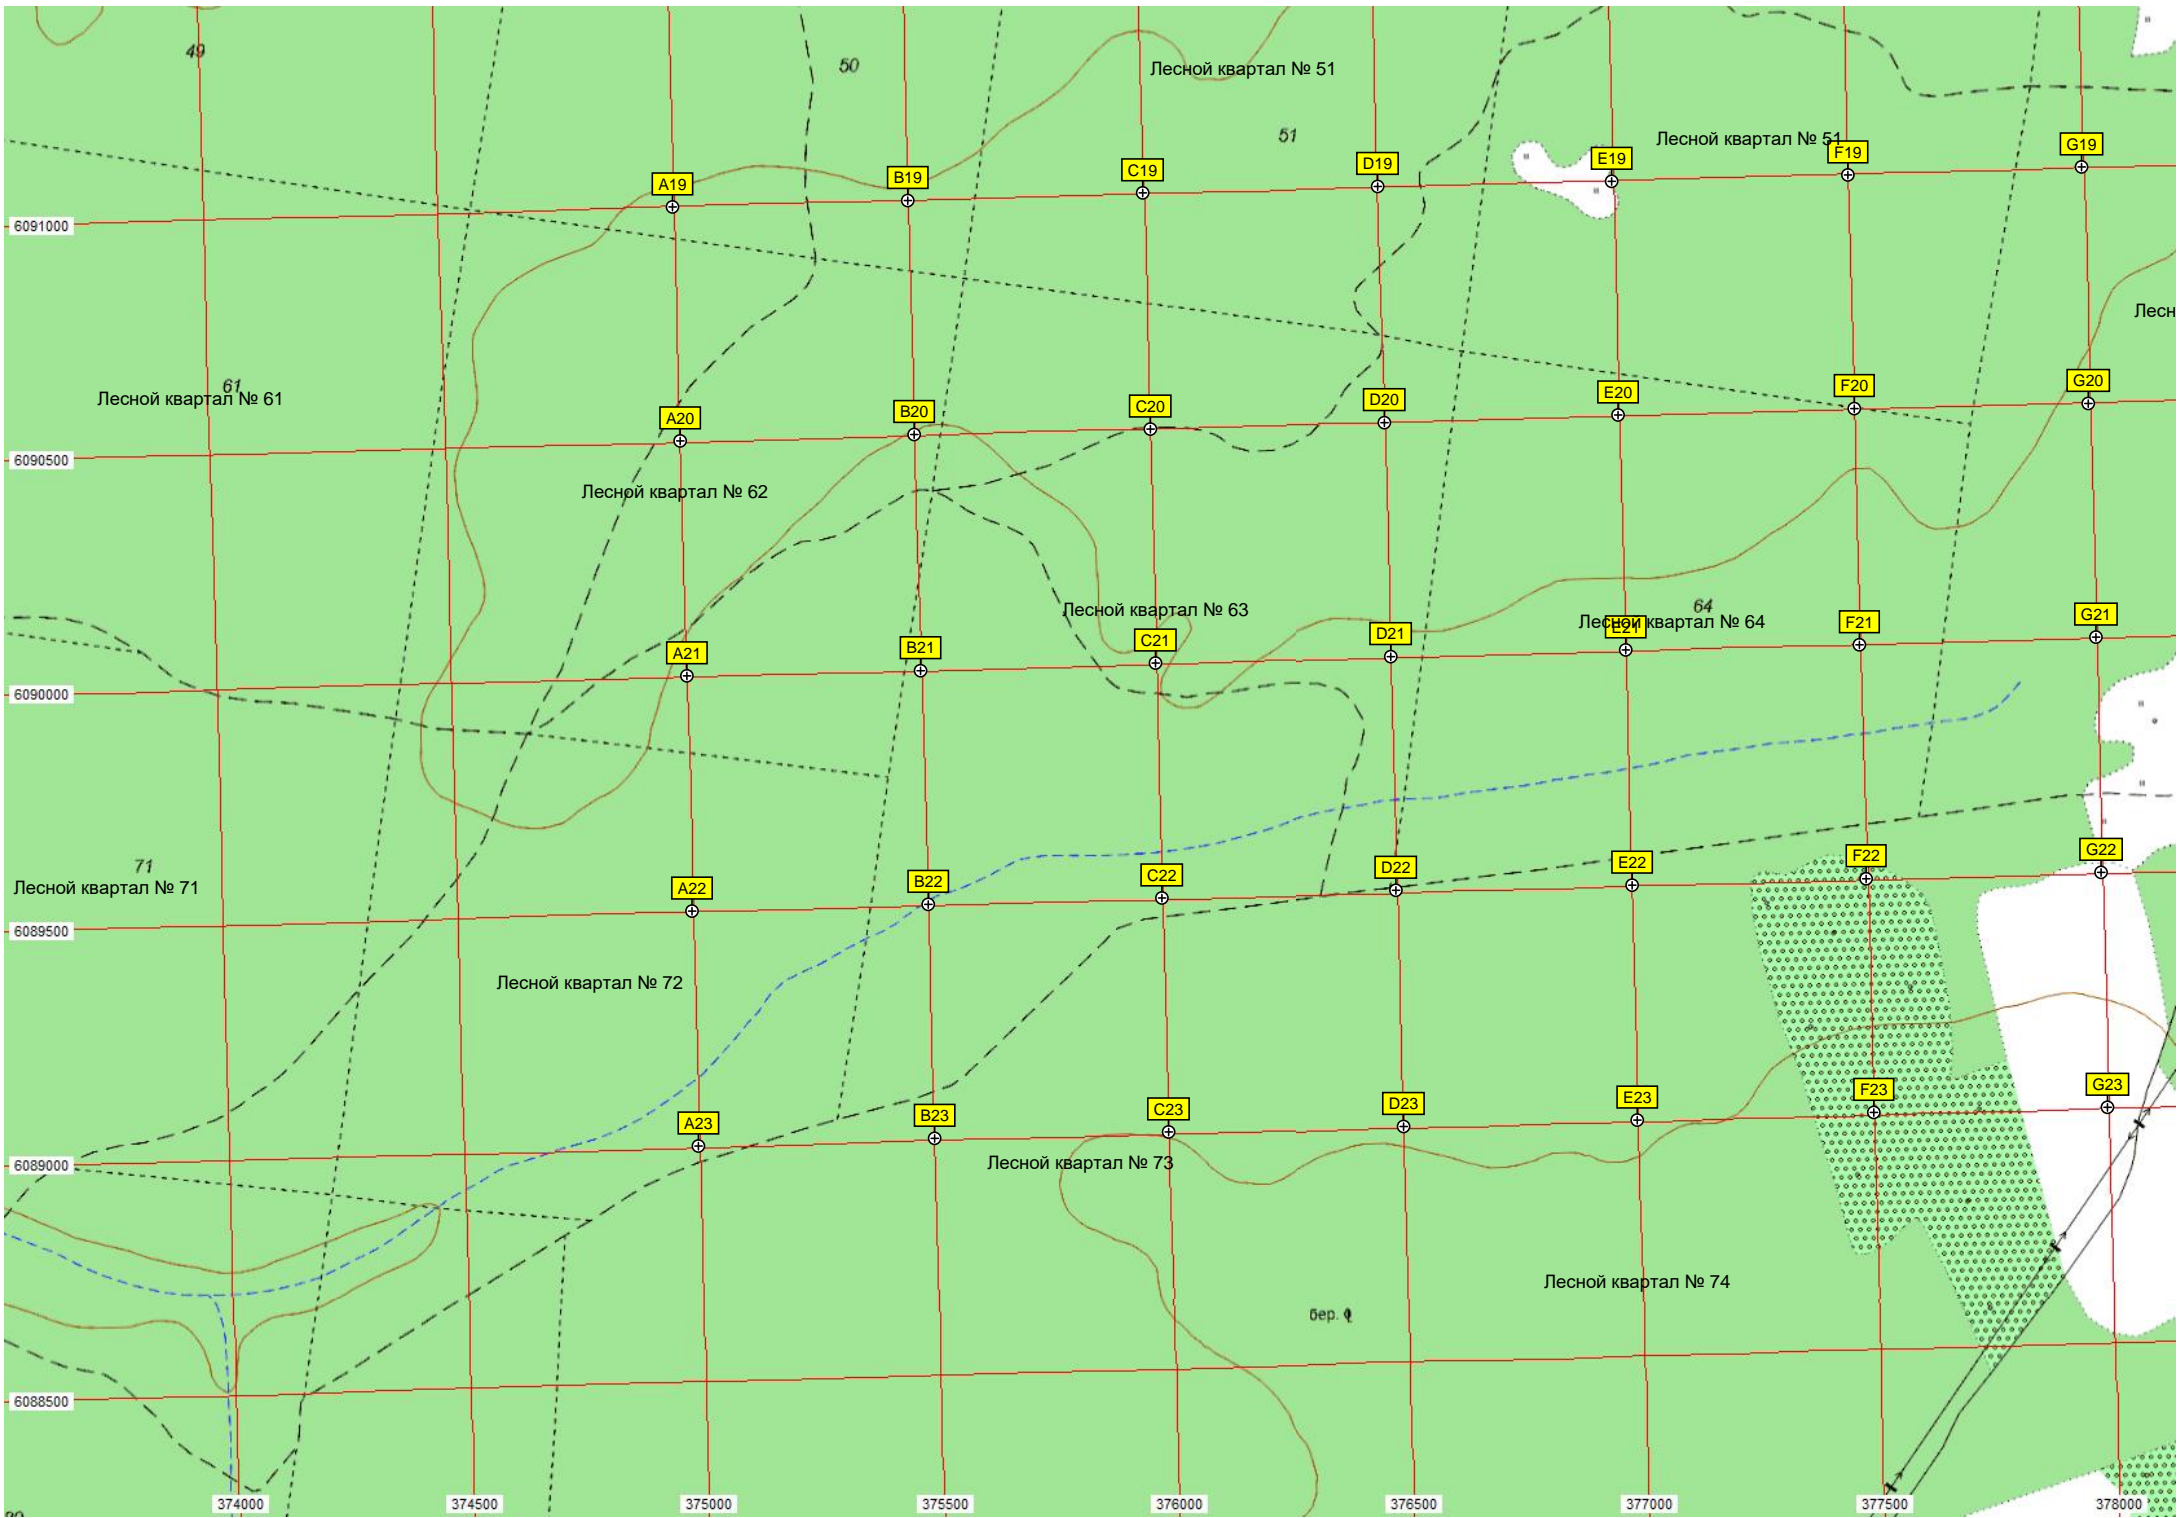 49
50
Лесной квартал № 51
51
Лесной квартал № 51
A19
B19
C19
D19
E19
F19
G19
6091000
Лесн
61
Лесной квартал № 61
A20
B20
C20
D20
E20
F20
G20
6090500
Лесной квартал № 62
Лесной квартал № 63
64
Лесной квартал № 64
A21
B21
C21
D21
E21
F21
G21
6090000
71
Лесной квартал № 71
A22
B22
C22
D22
E22
F22
G22
6089500
Лесной квартал № 72
A23
B23
C23
D23
E23
F23
G23
6089000
Лесной квартал № 73
Лесной квартал № 74
бер.
6088500
374000
374500
375000
375500
376000
376500
377000
377500
378000